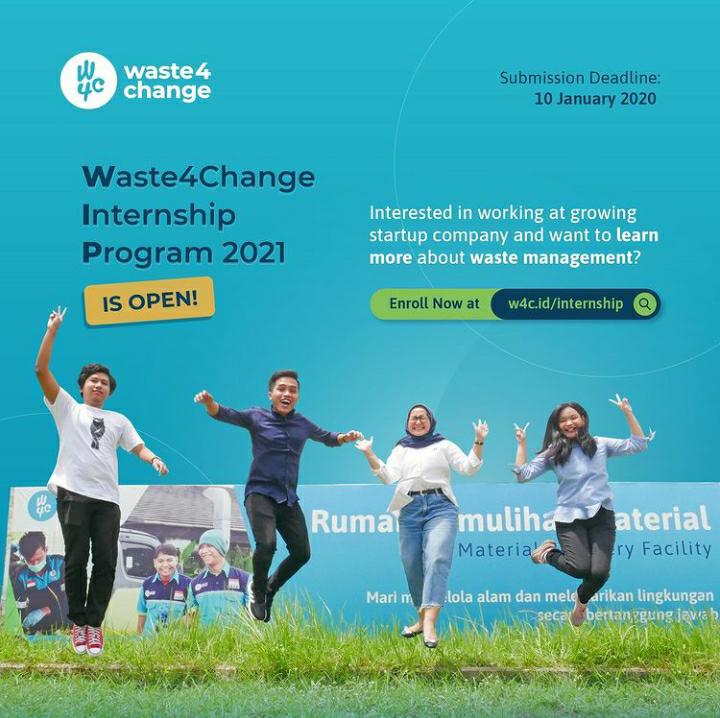 waste4
change
Submission Deadline:
10 January 2020
Waste4Change
Internship
Program 2021
IS OPEN!
Interested in working at growing
startup company and want to learn
more about waste management?
Enroll Now at w4c.id/internship
Material
Facility
Mari
alam dan
lingkungan